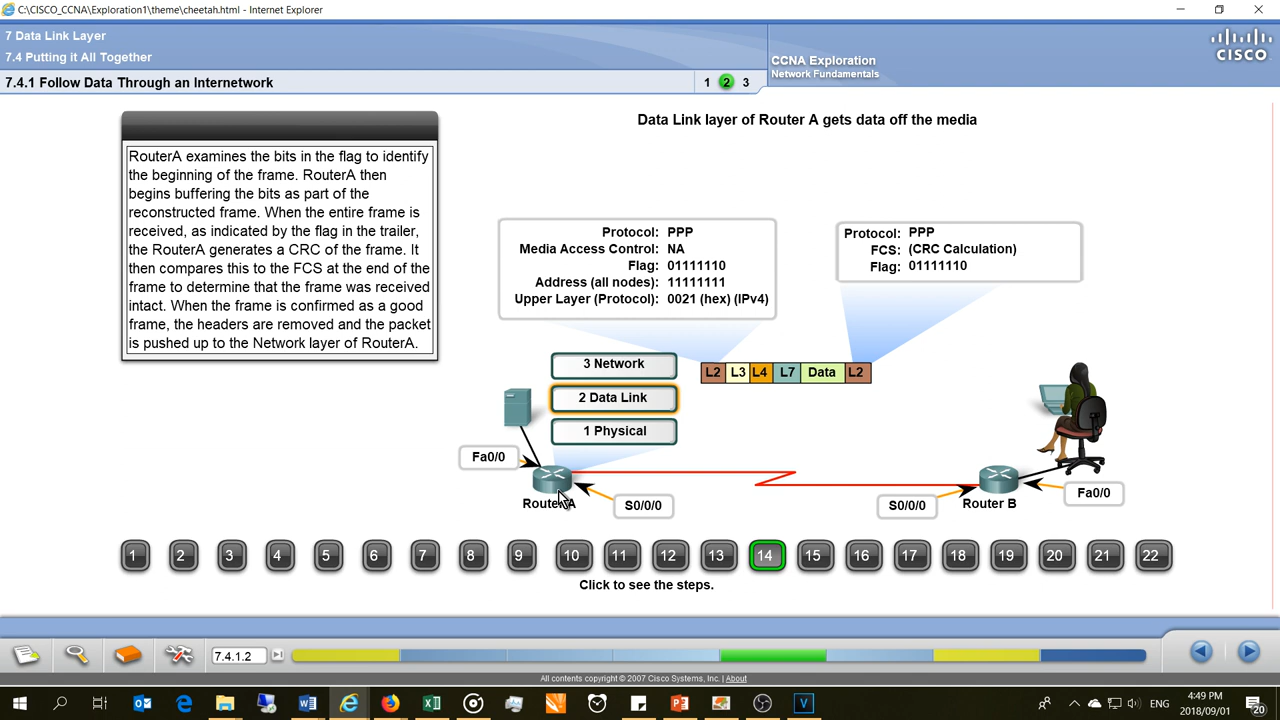 C:\CISCO_CCNA\Exploration1\theme\cheetah.html - Internet Explorer
7 Data Link Layer
7.4 Putting it All Together
CCNA Exploration
Network Fundamentals
CISCO
7.4.1 Follow Data Through an Internetwork
1 2 3
Data Link layer of Router A gets data off the media
RouterA examines the bits in the flag to identify
the beginning of the frame. RouterA then
begins buffering the bits as part of the
reconstructed frame. When the entire frame is
received, as indicated by the flag in the trailer,
the RouterA generates a CRC of the frame. It
then compares this to the FCS at the end of the
frame to determine that the frame was received
intact. When the frame is confirmed as a good
frame, the headers are removed and the packet
is pushed up to the Network layer of RouterA.
Protocol: PPP
Media Access Control: NA
Flag: 01111110
Address (all nodes): 11111111
Upper Layer (Protocol): 0021 (hex) (IPv4)
Protocol: PPP
FCS: (CRC Calculation)
Flag: 01111110
3 Network
2 Data Link
1 Physical
L2 L3 L4 L7 Data L2
Fa0/0
Router A
S0/0/0
S0/0/0
Router B
Fa0/0
1 2 3 4 5 6 7 8 9 10 11 12 13 14 15 16 17 18 19 20 21 22
Click to see the steps.
7.4.1.2
All contents copyright © 2007 Cisco Systems, Inc. | About
ENG
4:49 PM
2018/09/01
20